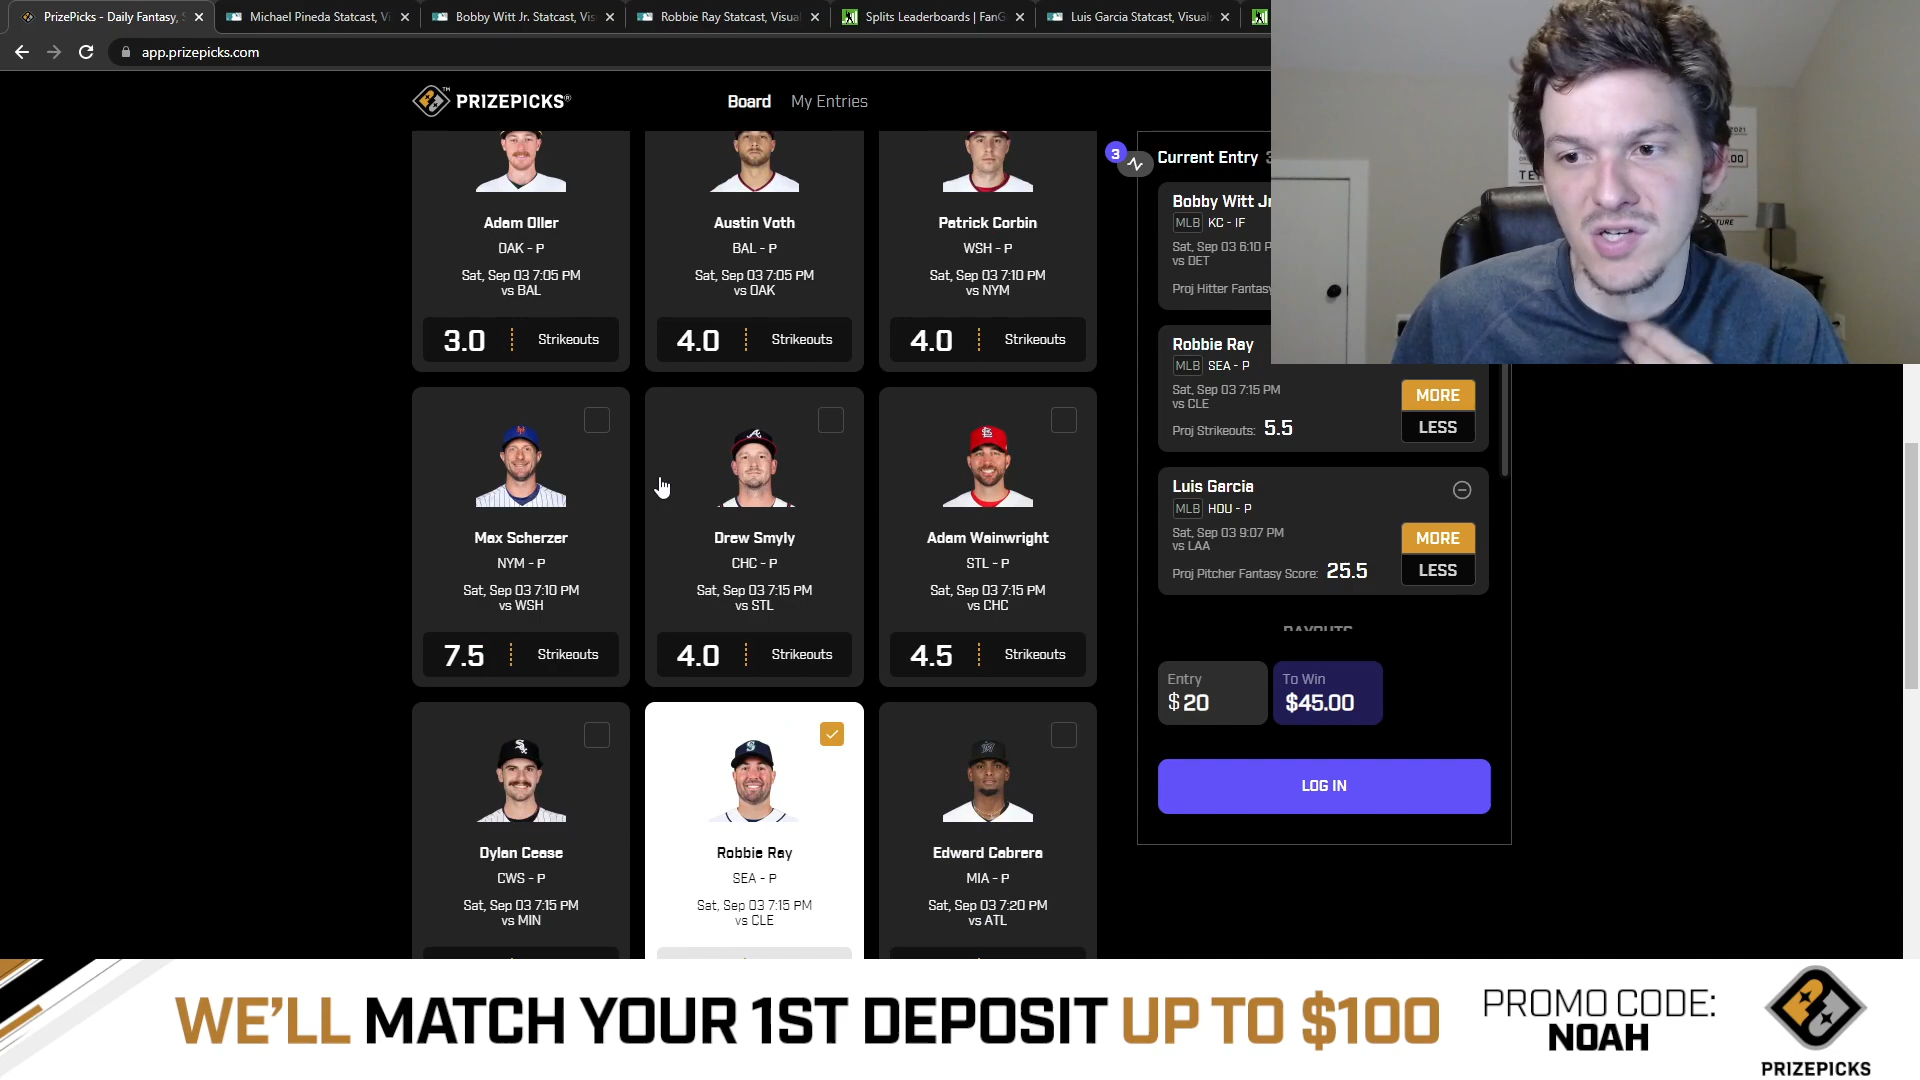 PrizePicks - Daily Fantasy, S
Michael Pineda Statcast, Vi
Bobby Witt Jr. Statcast, Vis
Robbie Ray Statcast, Visual
Splits Leaderboards | FanG
Luis Garcia Statcast, Visual
app.prizepicks.com
PRIZEPICKS®
Board
My Entries
Adam Oller
OAK - P
Sat, Sep 03 7:05 PM
vs BAL
3.0
Strikeouts
Austin Voth
BAL - P
Sat, Sep 03 7:05 PM
vs OAK
4.0
Strikeouts
Patrick Corbin
WSH - P
Sat, Sep 03 7:10 PM
vs NYM
4.0
Strikeouts
Max Scherzer
NYM - P
Sat, Sep 03 7:10 PM
vs WSH
7.5
Strikeouts
Drew Smyly
CHC - P
Sat, Sep 03 7:15 PM
vs STL
4.0
Strikeouts
Adam Wainwright
STL - P
Sat, Sep 03 7:15 PM
vs CHC
4.5
Strikeouts
Dylan Cease
CWS - P
Sat, Sep 03 7:15 PM
vs MIN
Robbie Ray
SEA - P
Sat, Sep 03 7:15 PM
vs CLE
Edward Cabrera
MIA - P
Sat, Sep 03 7:20 PM
vs ATL
3
Current Entry
Bobby Witt Jr
MLB KC - IF
Sat, Sep 03 6:10 P
vs DET
Proj Hitter Fantasy
Robbie Ray
MLB SEA - P
Sat, Sep 03 7:15 PM
vs CLE
Proj Strikeouts: 5.5
MORE
LESS
Luis Garcia
MLB HOU - P
Sat, Sep 03 9:07 PM
vs LAA
Proj Pitcher Fantasy Score: 25.5
MORE
LESS
PAYOUTS
Entry
$ 20
To Win
$45.00
LOG IN
WE'LL MATCH YOUR 1ST DEPOSIT UP TO $100
PROMO CODE:
NOAH
PRIZEPICKS